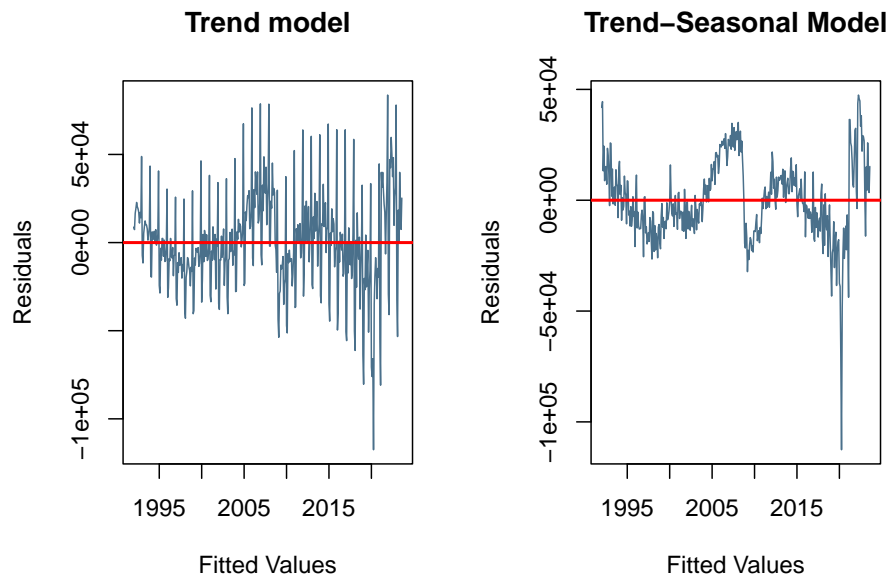 Trend model
Residuals
5e+04
0e+00
−1e+05
1995
2005
2015
Fitted Values
Trend−Seasonal Model
Residuals
5e+04
0e+00
−5e+04
−1e+05
1995
2005
2015
Fitted Values